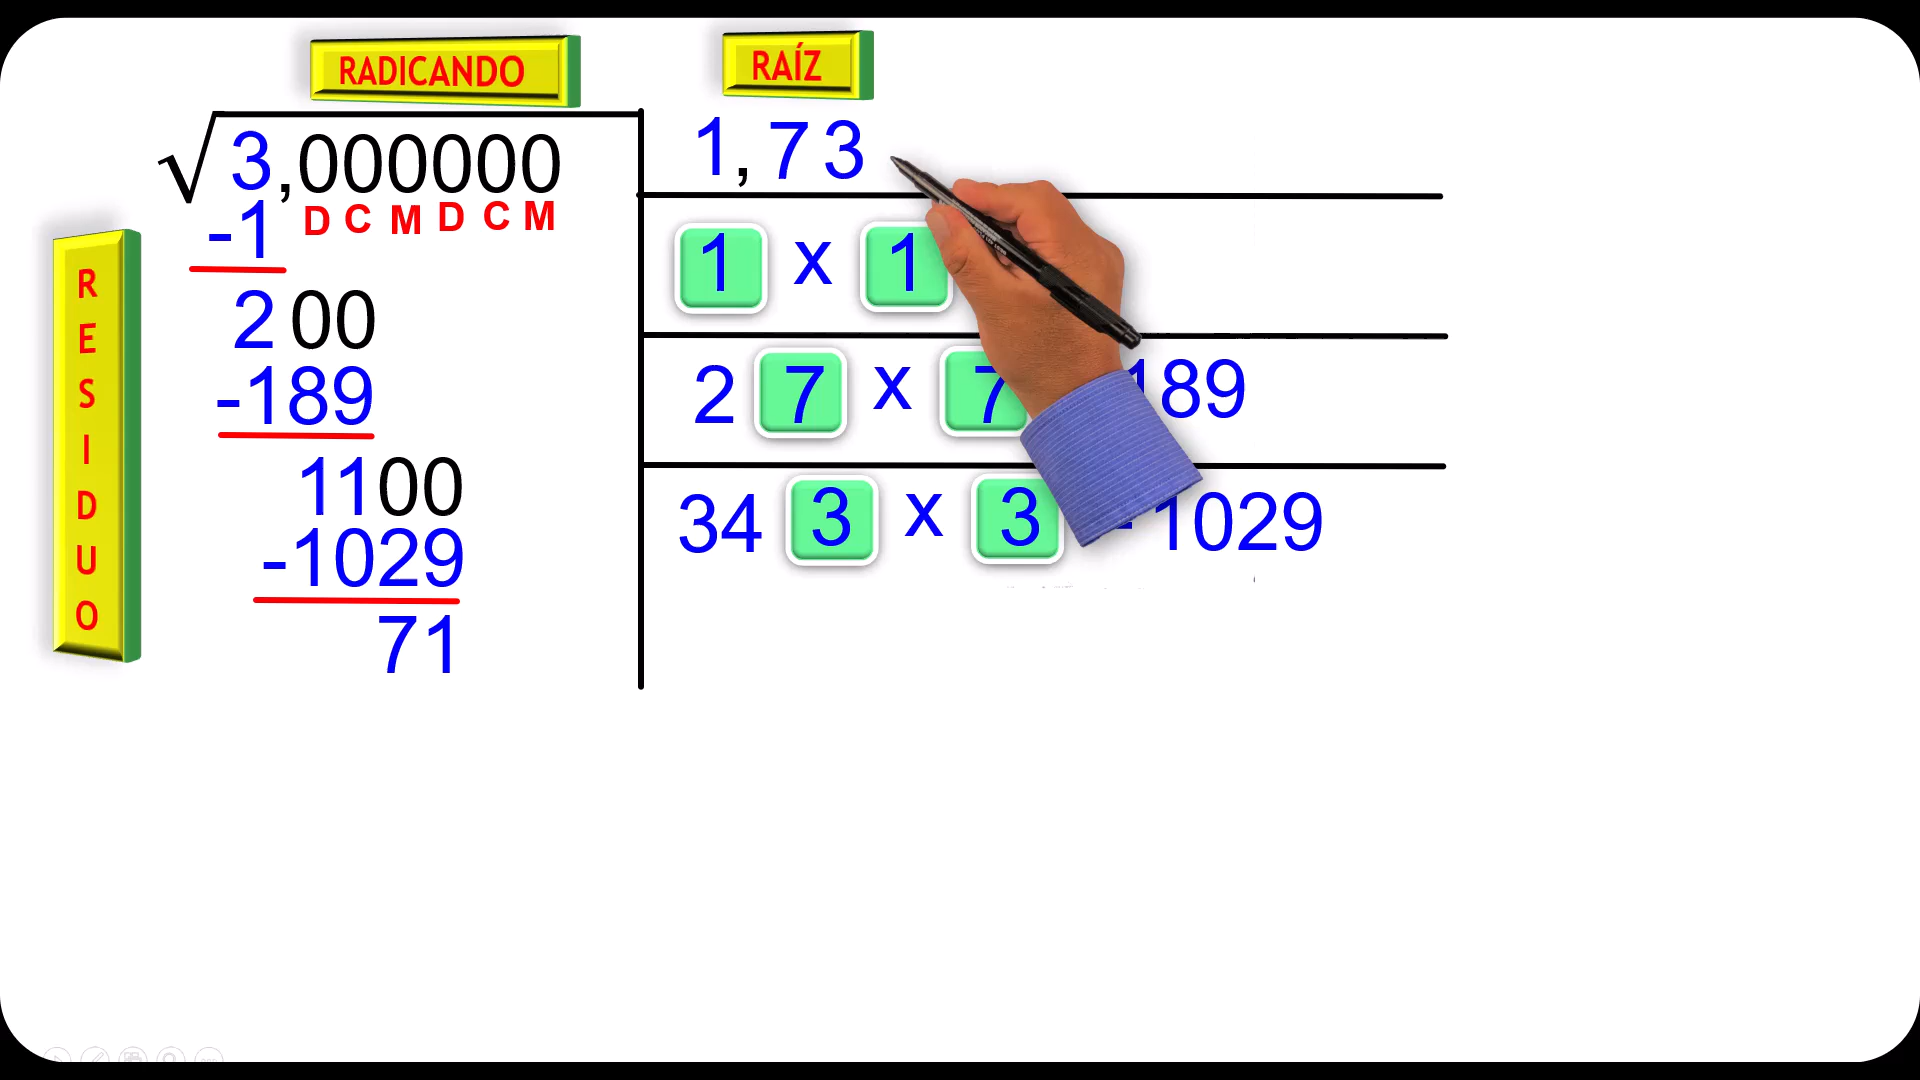 RADICANDO
RAÍZ
√3,000000
1,73
D C M D C M
-1
1 x 1
200
2 7 x 7 189
-189
1100
34 3 x 3 1029
-1029
71
RESIDUO